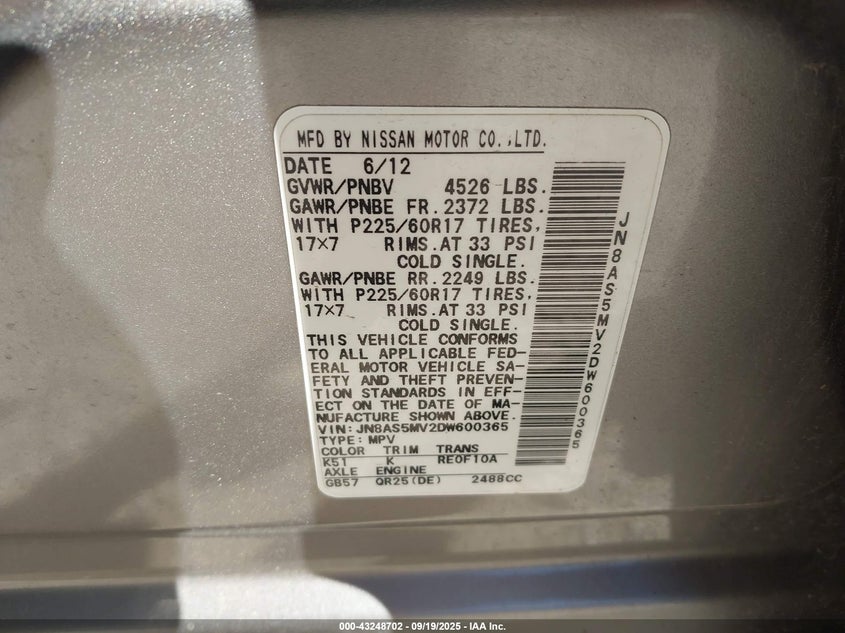 MFD BY NISSAN MOTOR CO.,LTD.
DATE 6/12
GVWR/PNBV 4526 LBS.
GAWR/PNBE FR. 2372 LBS.
WITH P225/60R17 TIRES,
17×7 RIMS.AT 33 PSI
COLD SINGLE.
GAWR/PNBE RR. 2249 LBS.
WITH P225/60R17 TIRES,
17×7 RIMS.AT 33 PSI
COLD SINGLE.
THIS VEHICLE CONFORMS
TO ALL APPLICABLE FED-
ERAL MOTOR VEHICLE SA-
FETY AND THEFT PREVEN-
TION STANDARDS IN EFF-
ECT ON THE DATE OF MA-
NUFACTURE SHOWN ABOVE.
VIN:JN8AS5MV2DW600365
TYPE:MPV
COLOR TRIM TRANS
K51 K RE0F10A
AXLE ENGINE
GB57 QR25(DE) 2488CC
JN8AS5MV2DW600365
000-43248702 - 09/19/2025 - IAA Inc.